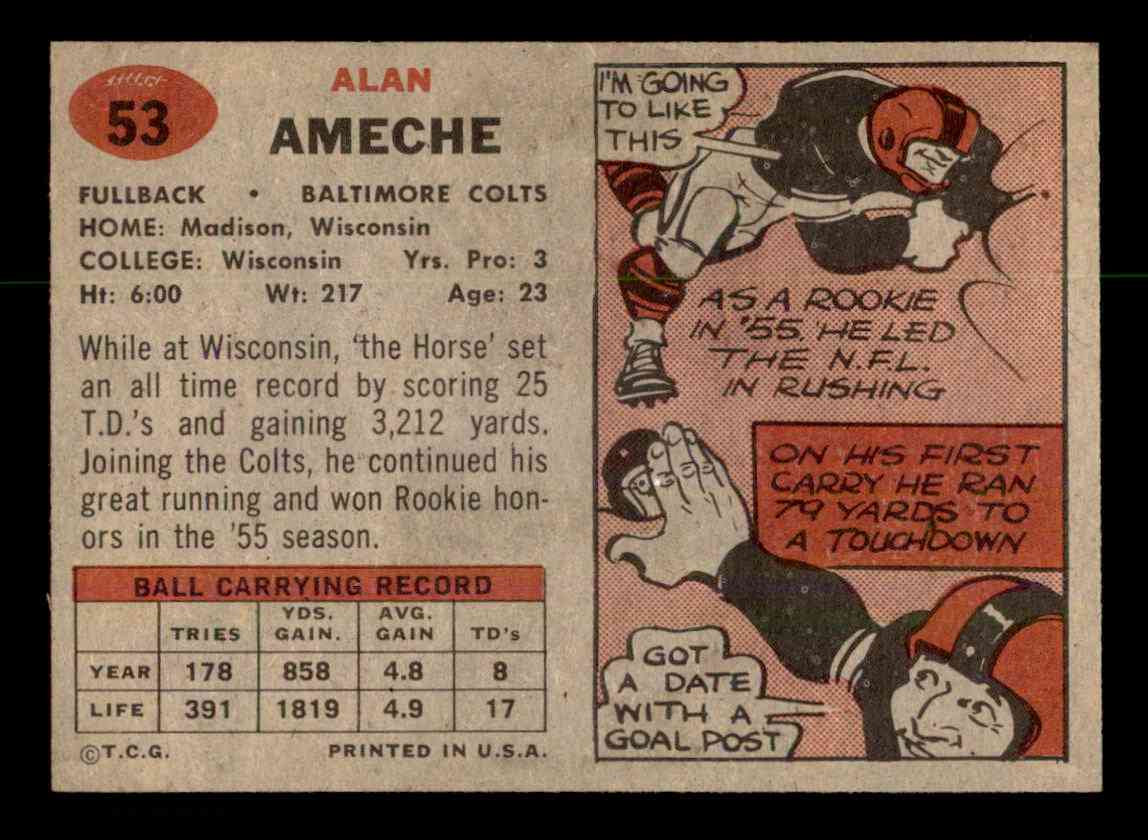 53
ALAN
AMECHE
FULLBACK • BALTIMORE COLTS
HOME: Madison, Wisconsin
COLLEGE: Wisconsin Yrs. Pro: 3
Ht: 6:00 Wt: 217 Age: 23
While at Wisconsin, 'the Horse' set
an all time record by scoring 25
T.D.'s and gaining 3,212 yards.
Joining the Colts, he continued his
great running and won Rookie hon-
ors in the '55 season.
BALL CARRYING RECORD
TRIES YDS. GAIN. AVG. GAIN TD's
YEAR 178 858 4.8 8
LIFE 391 1819 4.9 17
©T.C.G. PRINTED IN U.S.A.
I'M GOING
TO LIKE
THIS
AS A ROOKIE
IN '55 HE LED
THE N.F.L.
IN RUSHING
ON HIS FIRST
CARRY HE RAN
79 YARDS TO
A TOUCHDOWN
GOT
A DATE
WITH A
GOAL POST